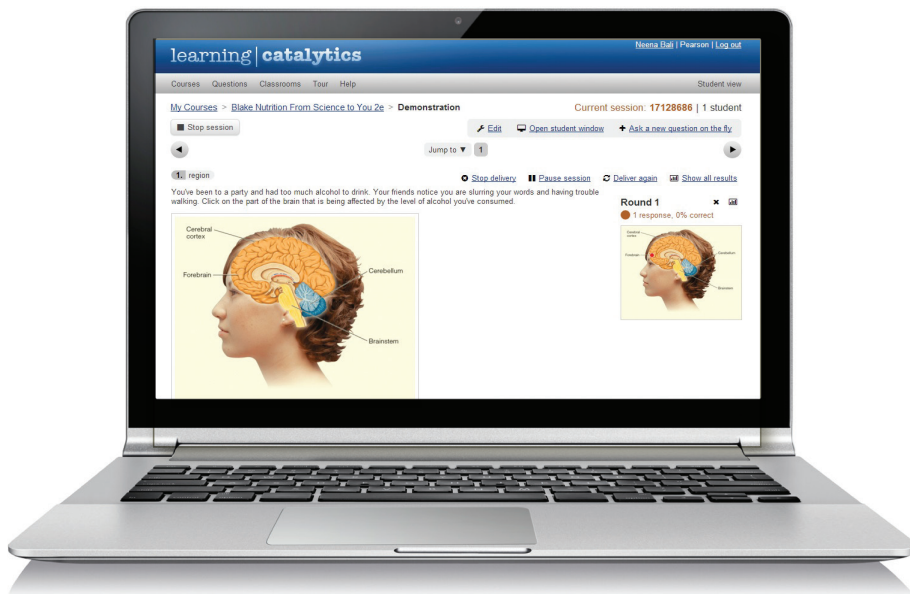 Neena Bali | Pearson | Log out
learning | catalytics
Courses Questions Classrooms Tour Help Student view
My Courses > Blake Nutrition From Science to You 2e > Demonstration Current session: 17128686 | 1 student
Stop session Edit Open student window + Ask a new question on the fly
Jump to ▼ 1
1. region Stop delivery Pause session Deliver again Show all results
You've been to a party and had too much alcohol to drink. Your friends notice you are slurring your words and having trouble
walking. Click on the part of the brain that is being affected by the level of alcohol you've consumed.
Round 1
1 response, 0% correct
Cerebral
cortex
Forebrain
Cerebellum
Brainstem
Cerebral
cortex
Forebrain
Cerebellum
Brainstem